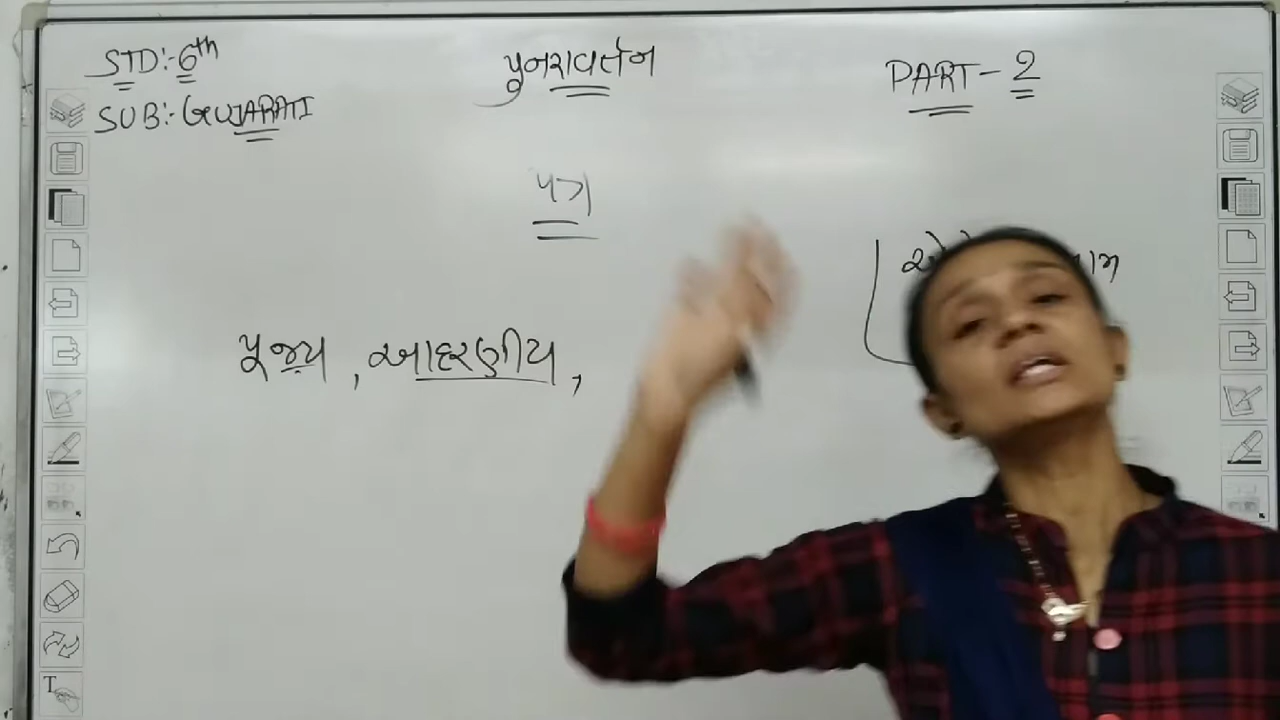 STD:- 6th
પુનરાવર્તન
PART - 2
SUB:- GUJARATI
પત્ર
પૂજ્ય , આદરણીય ,
T